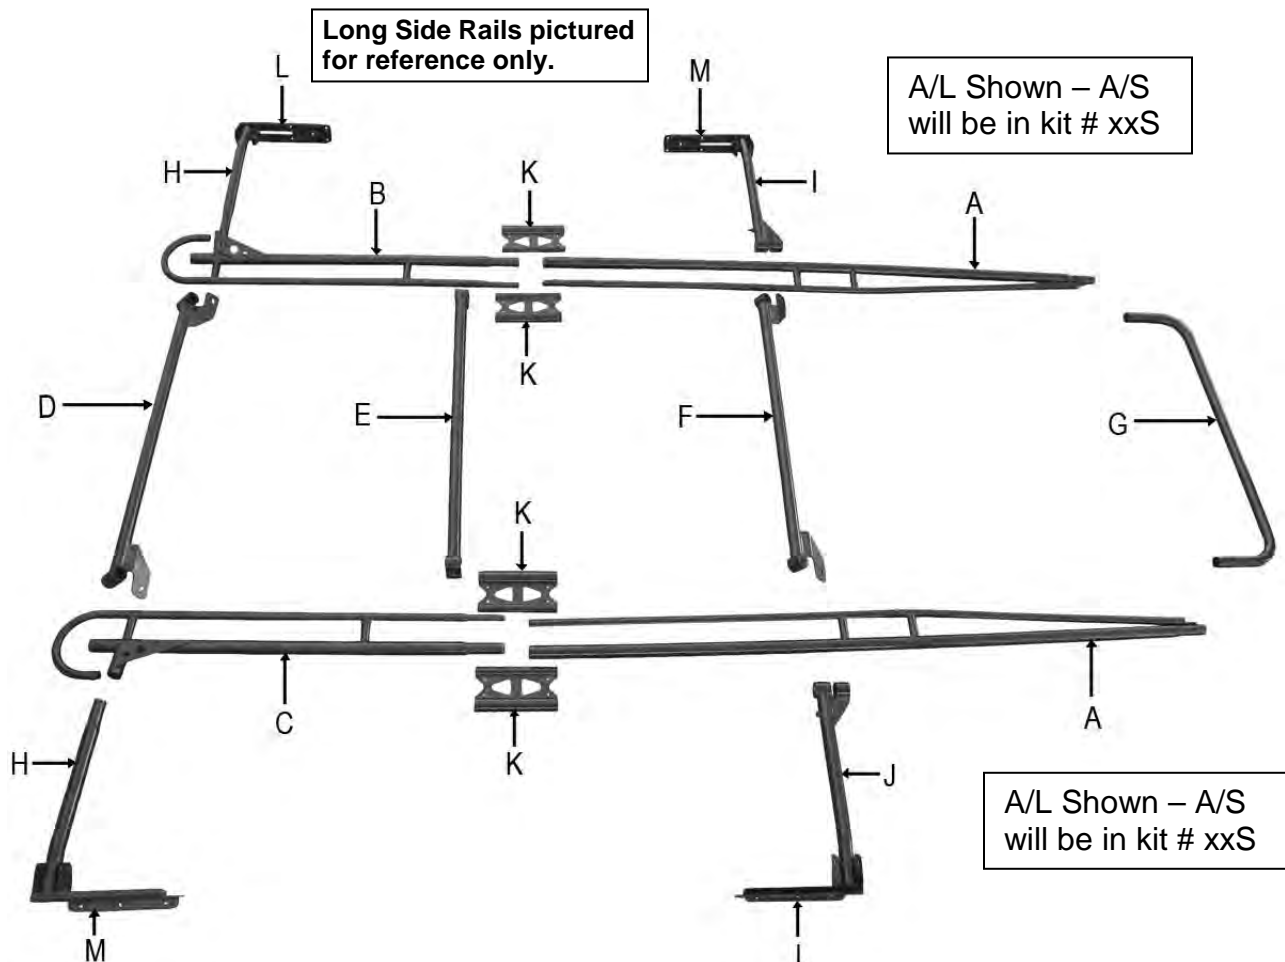 Long Side Rails pictured
for reference only.
A/L Shown – A/S
will be in kit # xxS
L
M
H
K
I
B
A
K
D
E
F
G
K
C
A
H
K
J
A/L Shown – A/S
will be in kit # xxS
M